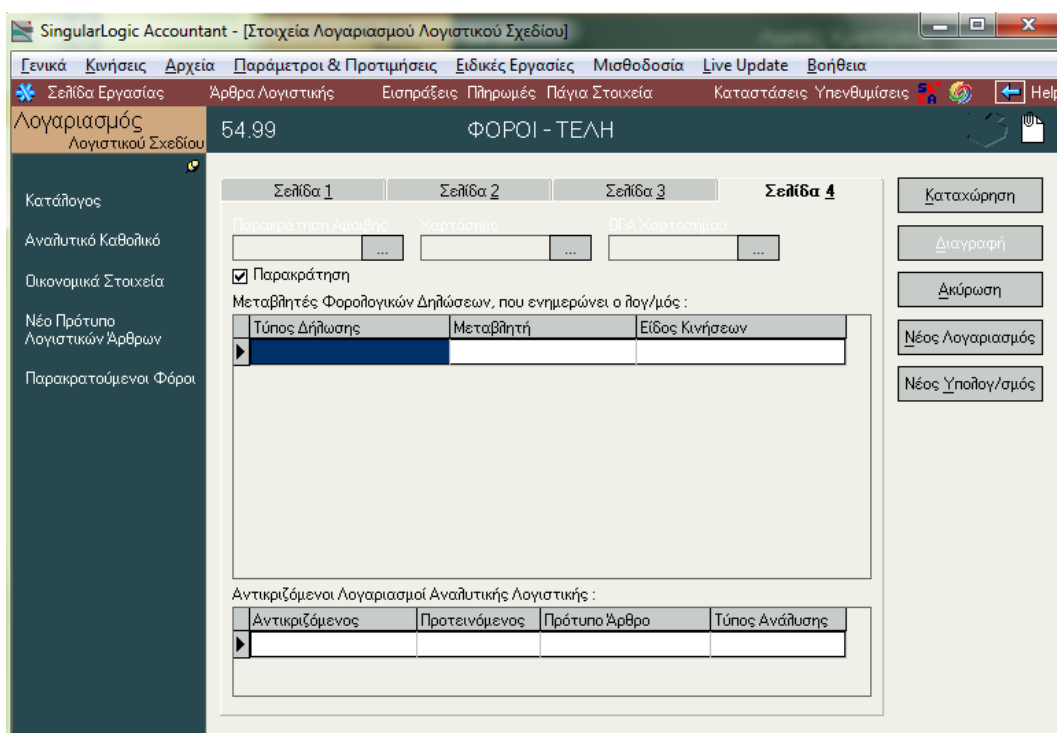 SingularLogic Accountant - [Στοιχεία Λογαριασμού Λογιστικού Σχεδίου]
Γενικά Κινήσεις Αρχεία Παράμετροι & Προτιμήσεις Ειδικές Εργασίες Μισθοδοσία Live Update Βοήθεια
Σελίδα Εργασίας Άρθρα Λογιστικής Εισπράξεις Πληρωμές Πάγια Στοιχεία Καταστάσεις Υπενθυμίσεις Help
Λογαριασμός
Λογιστικού Σχεδίου
54.99 ΦΟΡΟΙ - ΤΕΛΗ
Κατάλογος
Αναλυτικό Καθολικό
Οικονομικά Στοιχεία
Νέο Πρότυπο
Λογιστικών Άρθρων
Παρακρατούμενοι Φόροι
Σελίδα 1 Σελίδα 2 Σελίδα 3 Σελίδα 4
Παρακράτηση Αμοιβής Χαρτόσημο ΟΓΑ Χαρτοσήμου
... ... ...
Παρακράτηση
Μεταβλητές Φορολογικών Δηλώσεων, που ενημερώνει ο λογ/μός :
Τύπος Δήλωσης Μεταβλητή Είδος Κινήσεων
Αντικριζόμενοι Λογαριασμοί Αναλυτικής Λογιστικής :
Αντικριζόμενος Προτεινόμενος Πρότυπο Άρθρο Τύπος Ανάλυσης
Καταχώρηση
Διαγραφή
Ακύρωση
Νέος Λογαριασμός
Νέος Υπολογ/σμός